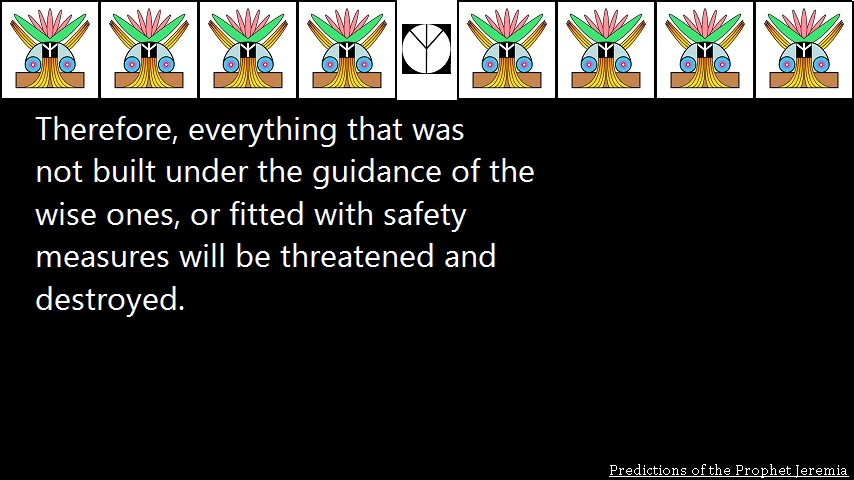 Therefore, everything that was
not built under the guidance of the
wise ones, or fitted with safety
measures will be threatened and
destroyed.
Predictions of the Prophet Jeremia